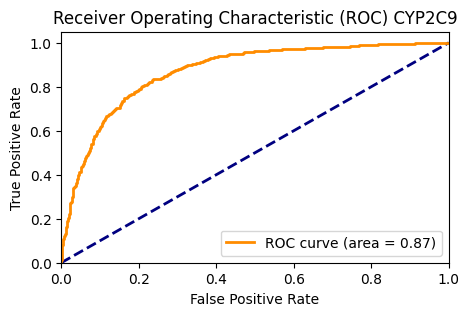 Receiver Operating Characteristic (ROC) CYP2C9
True Positive Rate
1.0
0.8
0.6
0.4
0.2
0.0
ROC curve (area = 0.87)
0.0 0.2 0.4 0.6 0.8 1.0
False Positive Rate